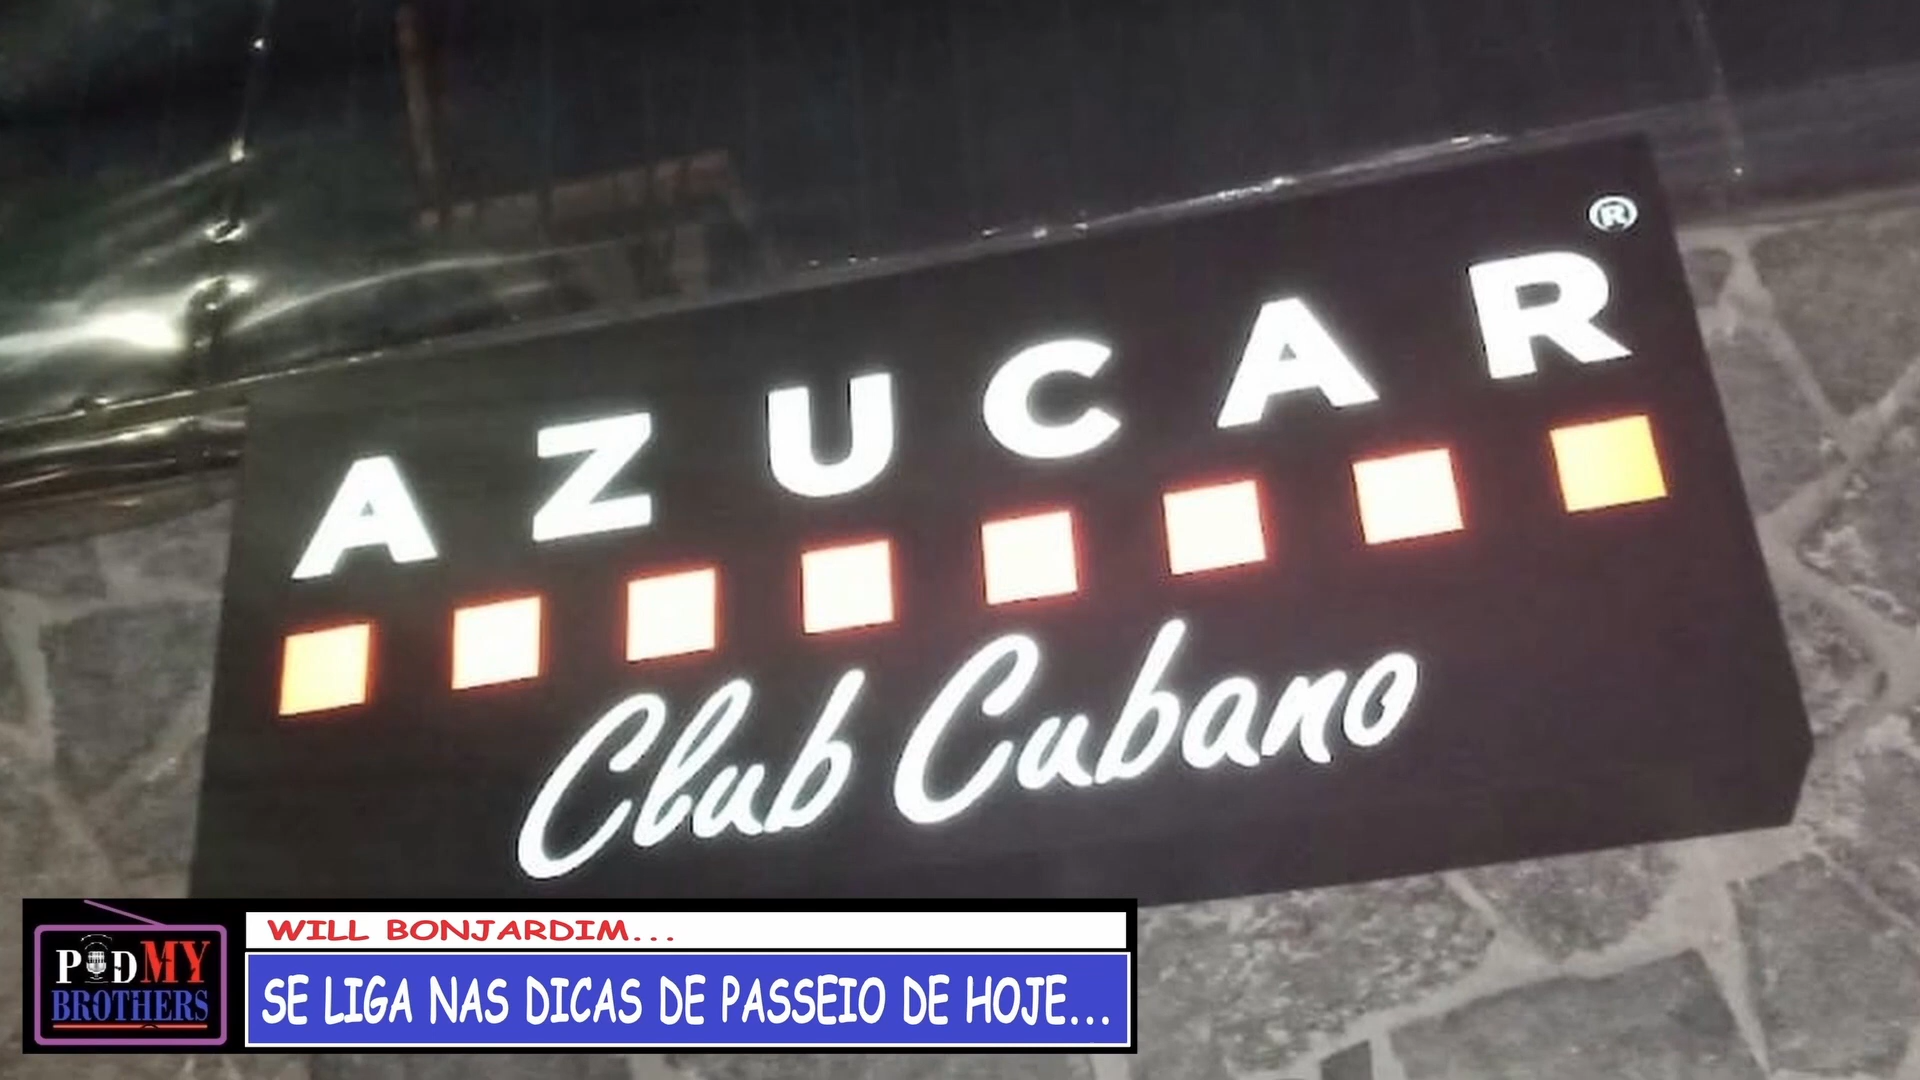 AZUCAR®
Club Cubano
WILL BONJARDIM...
PODMY
BROTHERS
SE LIGA NAS DICAS DE PASSEIO DE HOJE...